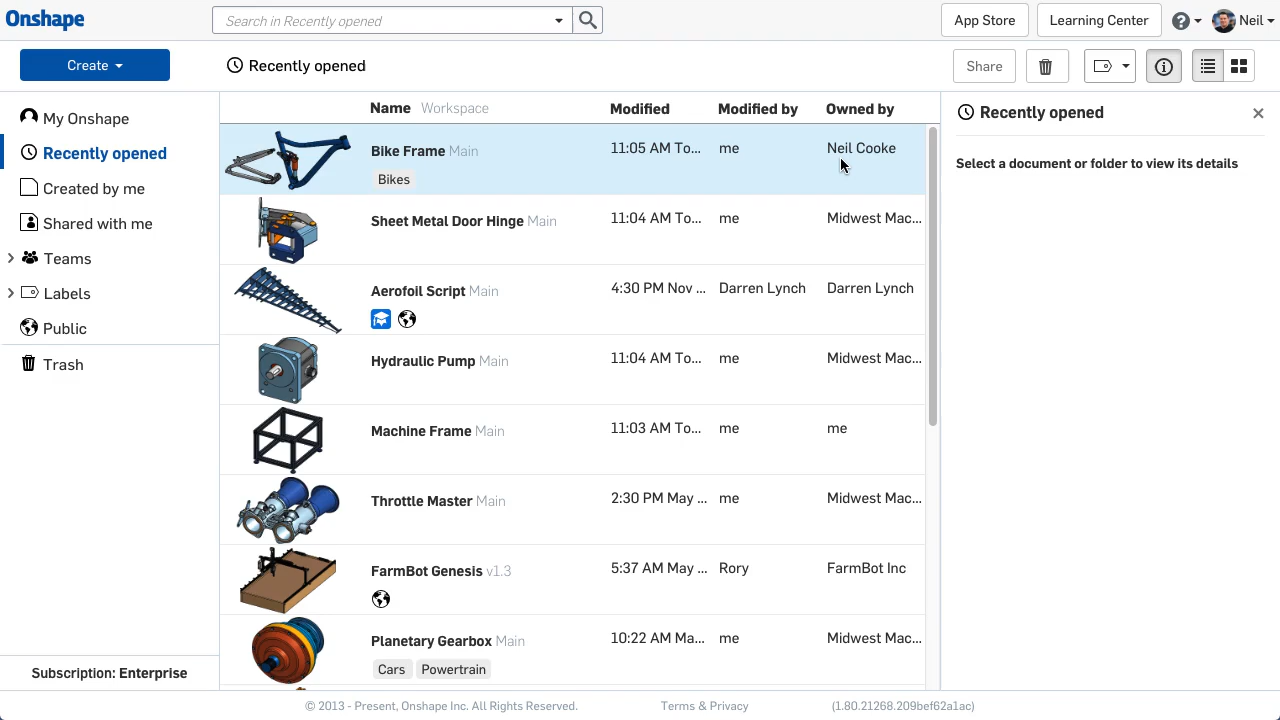 Onshape
Search in Recently opened
App Store
Learning Center
Neil
Create
Recently opened
Share
My Onshape
Recently opened
Created by me
Shared with me
Teams
Labels
Public
Trash
Subscription: Enterprise
Name Workspace Modified Modified by Owned by
Bike Frame Main 11:05 AM To... me Neil Cooke
Bikes
Sheet Metal Door Hinge Main 11:04 AM To... me Midwest Mac...
Aerofoil Script Main 4:30 PM Nov ... Darren Lynch Darren Lynch
Hydraulic Pump Main 11:04 AM To... me Midwest Mac...
Machine Frame Main 11:03 AM To... me me
Throttle Master Main 2:30 PM May ... me Midwest Mac...
FarmBot Genesis v1.3 5:37 AM May ... Rory FarmBot Inc
Planetary Gearbox Main 10:22 AM Ma... me Midwest Mac...
Cars Powertrain
Recently opened
Select a document or folder to view its details
© 2013 - Present, Onshape Inc. All Rights Reserved. Terms & Privacy (1.80.21268.209bef62a1ac)